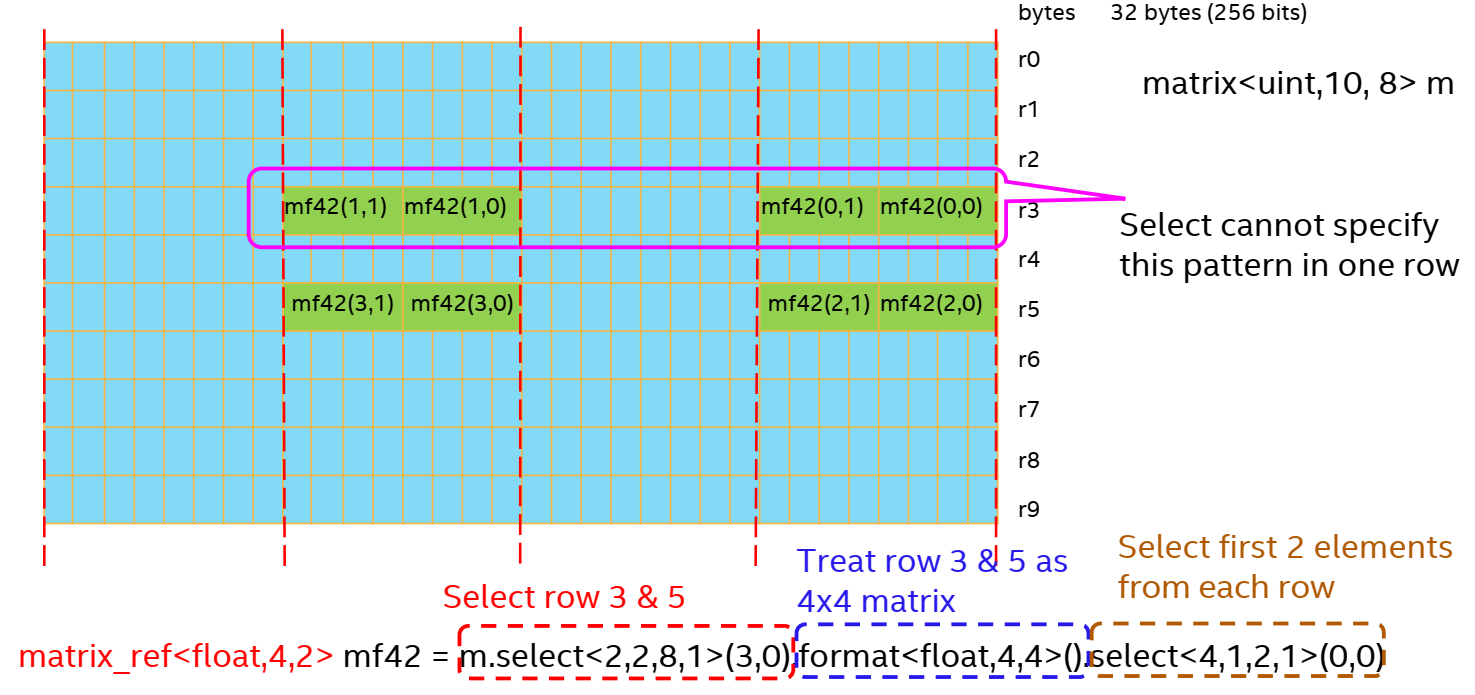 bytes 32 bytes (256 bits)
r0
matrix<uint,10, 8> m
r1
r2
mf42(1,1) mf42(1,0) mf42(0,1) mf42(0,0) r3
Select cannot specify
this pattern in one row
r4
mf42(3,1) mf42(3,0) mf42(2,1) mf42(2,0) r5
r6
r7
r8
r9
Select row 3 & 5
Treat row 3 & 5 as
4x4 matrix
Select first 2 elements
from each row
matrix_ref<float,4,2> mf42 = m.select<2,2,8,1>(3,0).format<float,4,4>().select<4,1,2,1>(0,0)